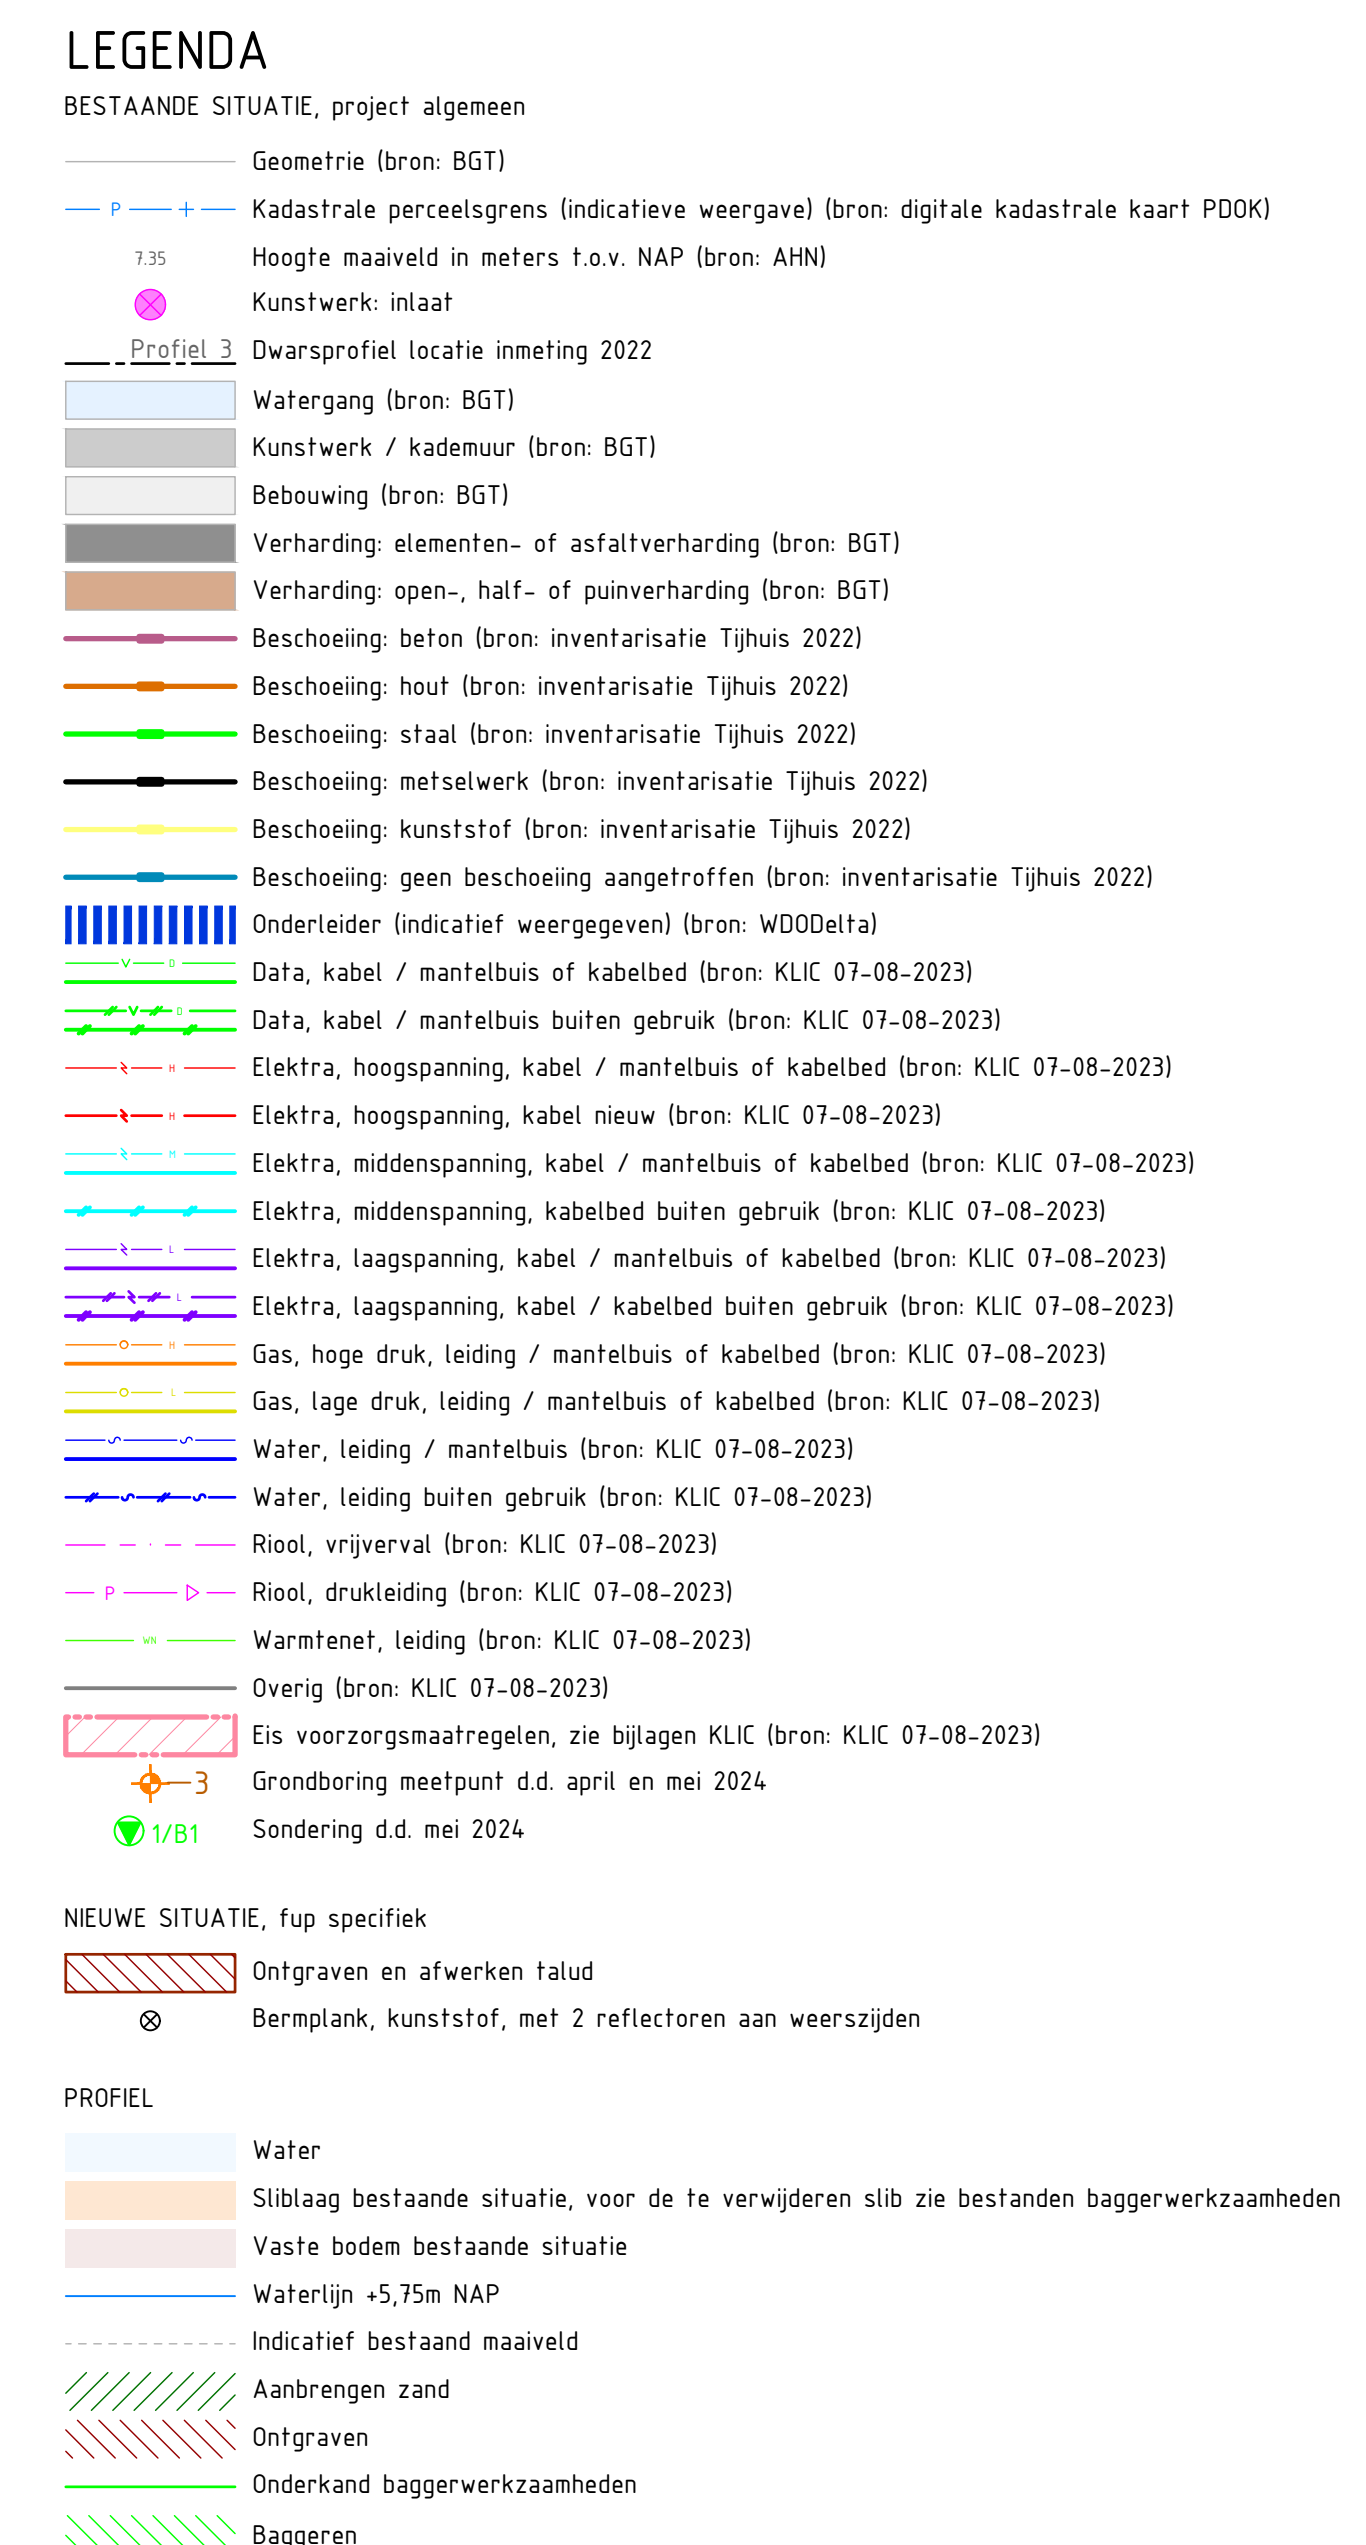 LEGENDA
BESTAANDE SITUATIE, project algemeen
Geometrie (bron: BGT)
P Kadastrale perceelsgrens (indicatieve weergave) (bron: digitale kadastrale kaart PDOK)
7.35 Hoogte maaiveld in meters t.o.v. NAP (bron: AHN)
Kunstwerk: inlaat
Profiel 3 Dwarsprofiel locatie inmeting 2022
Watergang (bron: BGT)
Kunstwerk / kademuur (bron: BGT)
Bebouwing (bron: BGT)
Verharding: elementen- of asfaltverharding (bron: BGT)
Verharding: open-, half- of puinverharding (bron: BGT)
Beschoeiing: beton (bron: inventarisatie Tijhuis 2022)
Beschoeiing: hout (bron: inventarisatie Tijhuis 2022)
Beschoeiing: staal (bron: inventarisatie Tijhuis 2022)
Beschoeiing: metselwerk (bron: inventarisatie Tijhuis 2022)
Beschoeiing: kunststof (bron: inventarisatie Tijhuis 2022)
Beschoeiing: geen beschoeiing aangetroffen (bron: inventarisatie Tijhuis 2022)
Onderleider (indicatief weergegeven) (bron: WDODelta)
D Data, kabel / mantelbuis of kabelbed (bron: KLIC 07-08-2023)
D Data, kabel / mantelbuis buiten gebruik (bron: KLIC 07-08-2023)
H Elektra, hoogspanning, kabel / mantelbuis of kabelbed (bron: KLIC 07-08-2023)
H Elektra, hoogspanning, kabel nieuw (bron: KLIC 07-08-2023)
M Elektra, middenspanning, kabel / mantelbuis of kabelbed (bron: KLIC 07-08-2023)
Elektra, middenspanning, kabelbed buiten gebruik (bron: KLIC 07-08-2023)
L Elektra, laagspanning, kabel / mantelbuis of kabelbed (bron: KLIC 07-08-2023)
L Elektra, laagspanning, kabel / kabelbed buiten gebruik (bron: KLIC 07-08-2023)
H Gas, hoge druk, leiding / mantelbuis of kabelbed (bron: KLIC 07-08-2023)
L Gas, lage druk, leiding / mantelbuis of kabelbed (bron: KLIC 07-08-2023)
Water, leiding / mantelbuis (bron: KLIC 07-08-2023)
Water, leiding buiten gebruik (bron: KLIC 07-08-2023)
Riool, vrijverval (bron: KLIC 07-08-2023)
P Riool, drukleiding (bron: KLIC 07-08-2023)
WN Warmtenet, leiding (bron: KLIC 07-08-2023)
Overig (bron: KLIC 07-08-2023)
Eis voorzorgsmaatregelen, zie bijlagen KLIC (bron: KLIC 07-08-2023)
3 Grondboring meetpunt d.d. april en mei 2024
1/B1 Sondering d.d. mei 2024
NIEUWE SITUATIE, fup specifiek
Ontgraven en afwerken talud
Bermplank, kunststof, met 2 reflectoren aan weerszijden
PROFIEL
Water
Sliblaag bestaande situatie, voor de te verwijderen slib zie bestanden baggerwerkzaamheden
Vaste bodem bestaande situatie
Waterlijn +5,75m NAP
Indicatief bestaand maaiveld
Aanbrengen zand
Ontgraven
Onderkand baggerwerkzaamheden
Baggeren